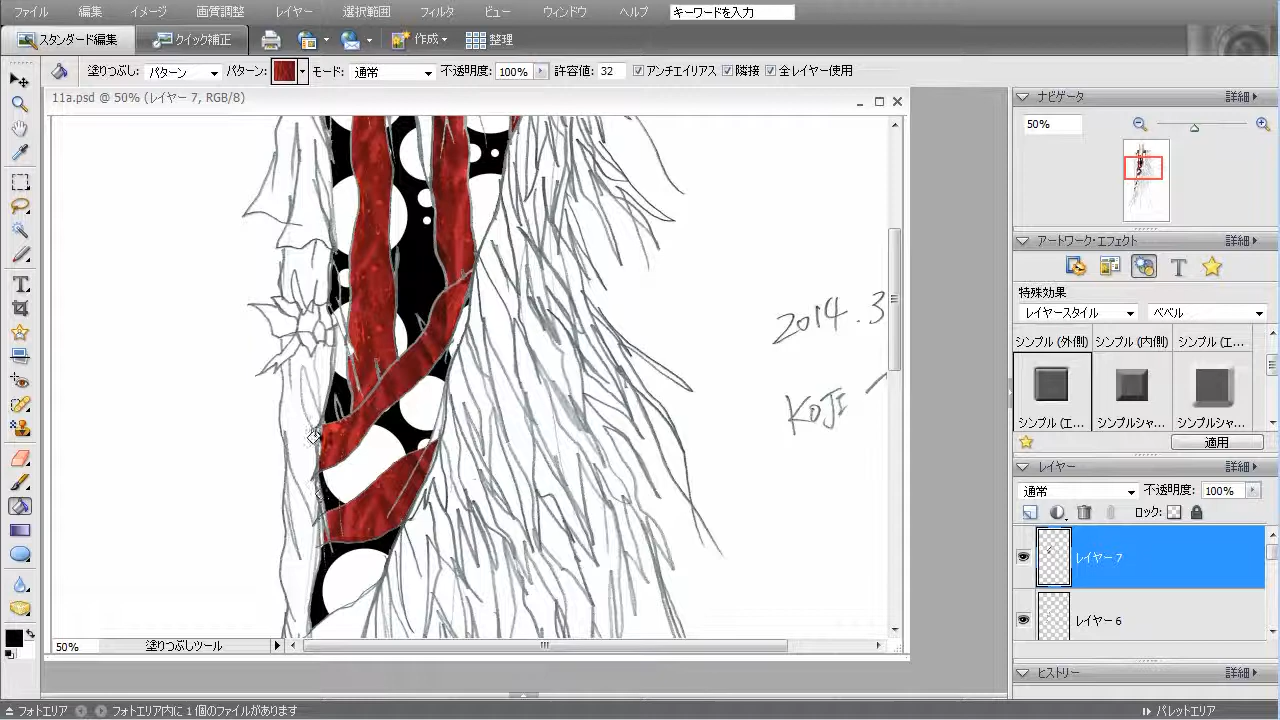 ファイル 編集 イメージ 画質調整 レイヤー 選択範囲 フィルタ ビュー ウィンドウ ヘルプ キーワードを入力
スタンダード編集 クイック補正 作成 整理
塗りつぶし: パターン パターン: モード: 通常 不透明度: 100% 許容値: 32 アンチエイリアス 隣接 全レイヤー使用
11a.psd @ 50% (レイヤー 7, RGB/8)
2014.3
KOJI
50% 塗りつぶしツール
ナビゲータ 詳細
50%
アートワーク・エフェクト 詳細
特殊効果
レイヤースタイル ベベル
シンプル (外側) シンプル (内側) シンプル (エ...
シンプル (エ... シンプルシャ... シンプルシャ...
適用
レイヤー 詳細
通常 不透明度: 100%
ロック:
レイヤー 7
レイヤー 6
ヒストリー 詳細
フォトエリア フォトエリア内に 1 個のファイルがあります パレットエリア